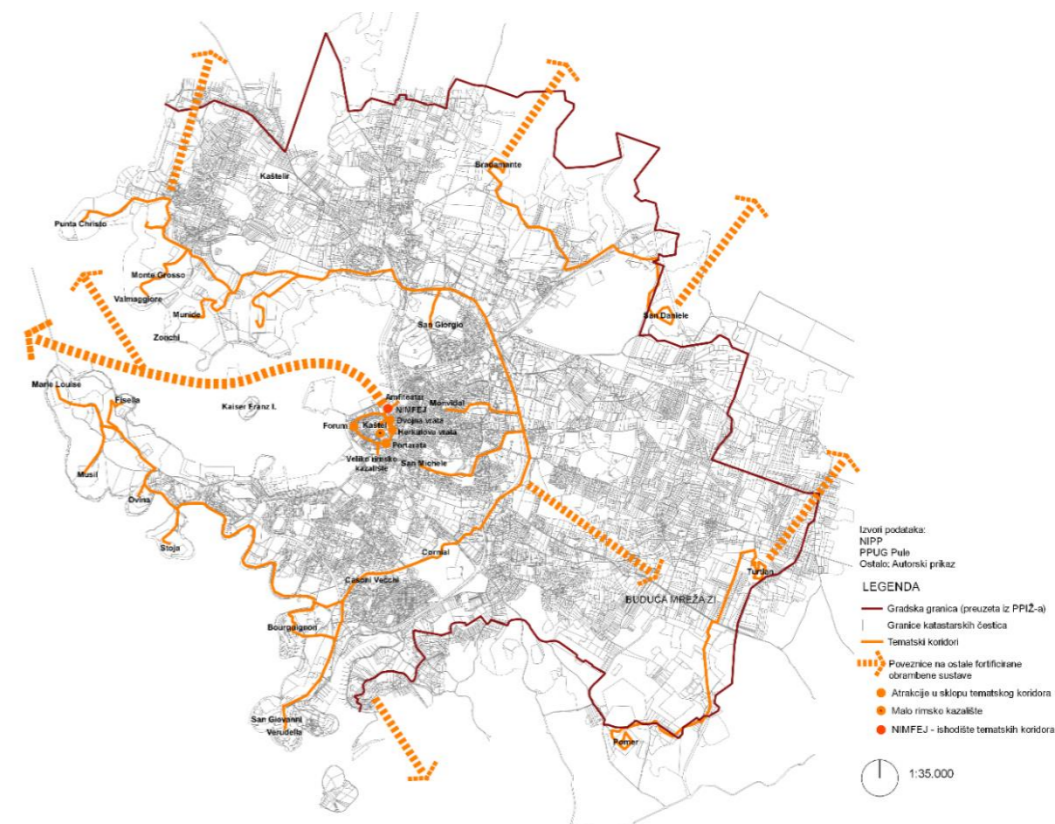 Kaštelir
Bradamante
Punta Christo
Monte Grosso
Valmaggiore
Munide
Zonchi
San Giorgio
San Daniele
Marie Louise
Fisella
Kaiser Franz I.
Amfiteatar
NIMFEJ
Monvidal
Dvojna vrata
Forum
Kaštel
Herkulova vrata
Portarata
Veliko rimsko
kazalište
San Michele
Musil
Ovina
Stoja
Corniai
Casoni Vecchi
Turtian
BUDUĆA MREŽA ZI
Bourguignon
San Giovanni
Verudella
Pomer
Izvori podataka:
NIPP
PPUG Pule
Ostalo: Autorski prikaz
LEGENDA
Gradska granica (preuzeta iz PPIŽ-a)
Granice katastarskih čestica
Tematski koridori
Poveznice na ostale fortificirane
obrambene sustave
Atrakcije u sklopu tematskog koridora
Malo rimsko kazalište
NIMFEJ - ishodište tematskih koridora
1:35.000